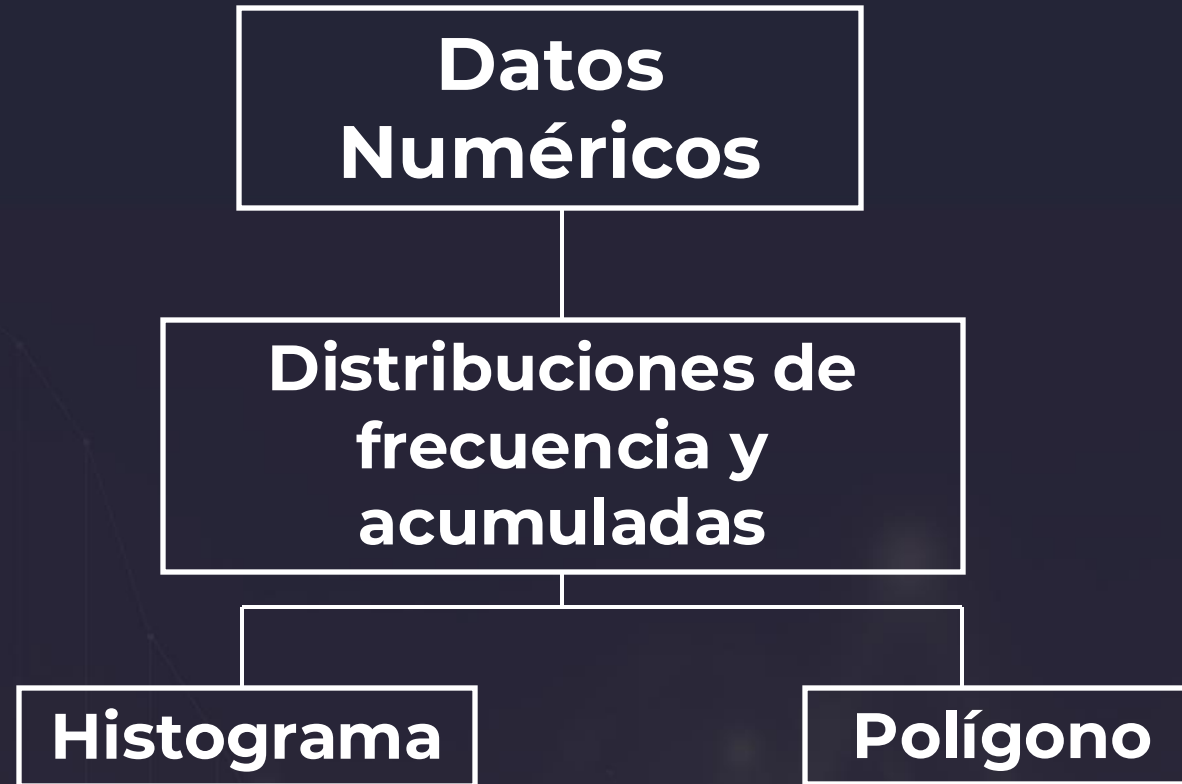 Datos
Numéricos
Distribuciones de
frecuencia y
acumuladas
Histograma
Polígono